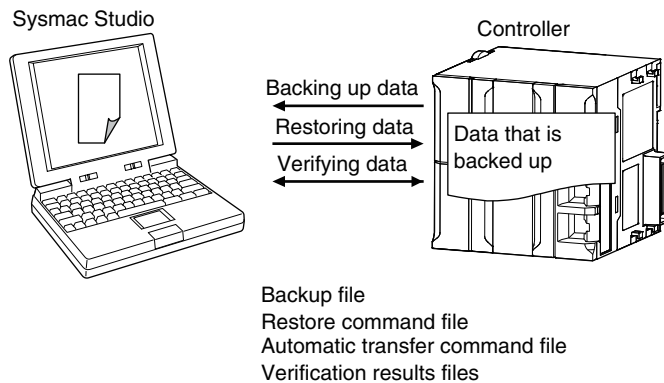 Sysmac Studio
Controller
Backing up data
Restoring data
Verifying data
Data that is
backed up
Backup file
Restore command file
Automatic transfer command file
Verification results files